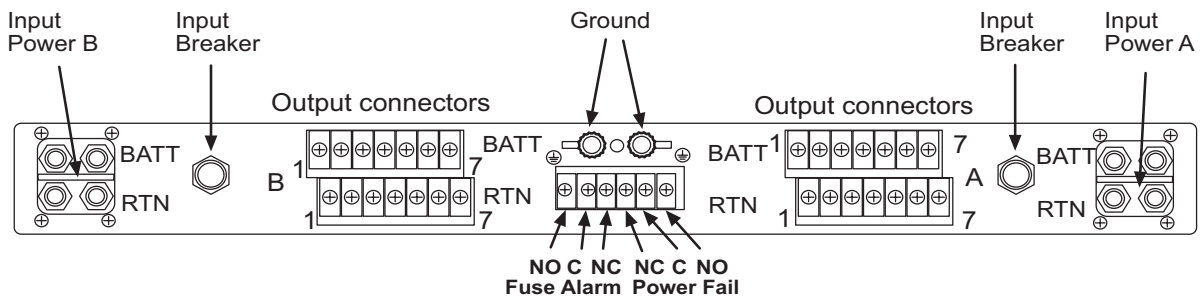 Input
Power B
Input
Breaker
Ground
Input
Breaker
Input
Power A
Output connectors
Output connectors
BATT
RTN
B
1
7
1
7
BATT
RTN
BATT
RTN
1
7
1
7
A
BATT
RTN
NO C NC NC C NO
Fuse Alarm Power Fail